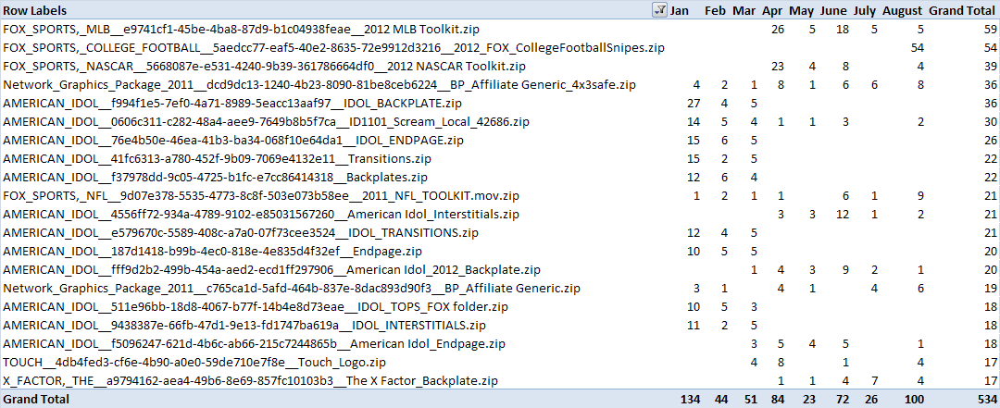 Row Labels Jan Feb Mar Apr May June July August Grand Total
FOX_SPORTS,_MLB__e9741cf1-45be-4ba8-87d9-b1c04938feae__2012 MLB Toolkit.zip 26 5 18 5 5 59
FOX_SPORTS,_COLLEGE_FOOTBALL__5aedcc77-eaf5-40e2-8635-72e9912d3216__2012_FOX_CollegeFootballSnipes.zip 54 54
FOX_SPORTS,_NASCAR__5668087e-e531-4240-9b39-361786664df0__2012 NASCAR Toolkit.zip 23 4 8 4 39
Network_Graphics_Package_2011__dcd9dc13-1240-4b23-8090-81be8ceb6224__BP_Affiliate Generic_4x3safe.zip 4 2 1 8 1 6 6 8 36
AMERICAN_IDOL__f994f1e5-7ef0-4a71-8989-5eacc13aaf97__IDOL_BACKPLATE.zip 27 4 5 36
AMERICAN_IDOL__0606c311-c282-48a4-aee9-7649b8b5f7ca__ID1101_Scream_Local_42686.zip 14 5 4 1 1 3 2 30
AMERICAN_IDOL__76e4b50e-46ea-41b3-ba34-068f10e64da1__IDOL_ENDPAGE.zip 15 6 5 26
AMERICAN_IDOL__41fc6313-a780-452f-9b09-7069e4132e11__Transitions.zip 15 2 5 22
AMERICAN_IDOL__f37978dd-9c05-4725-b1fc-e7cc86414318__Backplates.zip 12 6 4 22
FOX_SPORTS,_NFL__9d07e378-5535-4773-8c8f-503e073b58ee__2011_NFL_TOOLKIT.mov.zip 1 2 1 1 6 1 9 21
AMERICAN_IDOL__4556ff72-934a-4789-9102-e85031567260__American Idol_Interstitials.zip 3 3 12 1 2 21
AMERICAN_IDOL__e579670c-5589-408c-a7a0-07f73cee3524__IDOL_TRANSITIONS.zip 12 4 5 21
AMERICAN_IDOL__187d1418-b99b-4ec0-818e-4e835d4f32ef__Endpage.zip 10 5 5 20
AMERICAN_IDOL__fff9d2b2-499b-454a-aed2-ecd1ff297906__American Idol_2012_Backplate.zip 1 4 3 9 2 1 20
Network_Graphics_Package_2011__c765ca1d-5afd-464b-837e-8dac893d90f3__BP_Affiliate Generic.zip 3 1 4 1 4 6 19
AMERICAN_IDOL__511e96bb-18d8-4067-b77f-14b4e8d73eae__IDOL_TOPS_FOX folder.zip 10 5 3 18
AMERICAN_IDOL__9438387e-66fb-47d1-9e13-fd1747ba619a__IDOL_INTERSTITIALS.zip 11 2 5 18
AMERICAN_IDOL__f5096247-621d-4b6c-ab66-215c7244865b__American Idol_Endpage.zip 3 5 4 5 1 18
TOUCH__4db4fed3-cf6e-4b90-a0e0-59de710e7f8e__Touch_Logo.zip 4 8 1 4 17
X_FACTOR,_THE__a9794162-aea4-49b6-8e69-857fc10103b3__The X Factor_Backplate.zip 1 1 4 7 4 17
Grand Total 134 44 51 84 23 72 26 100 534